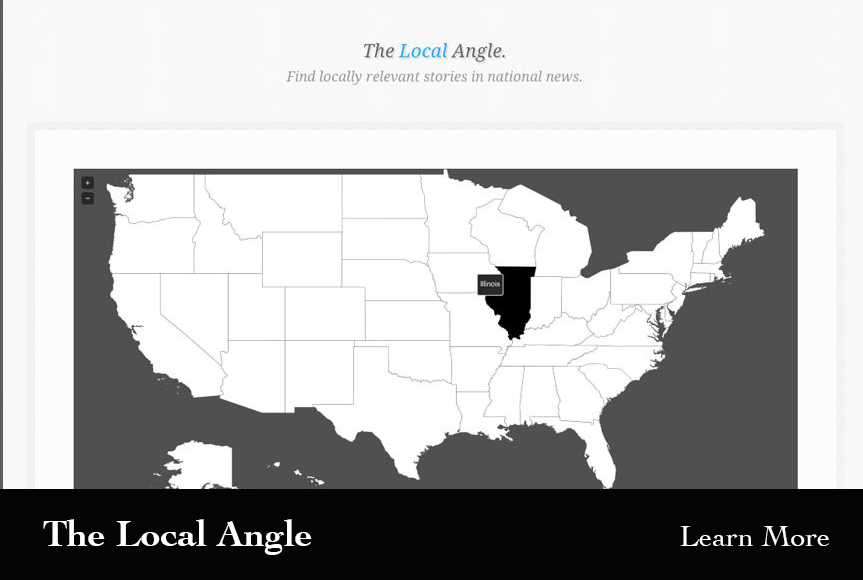 The Local Angle.
Find locally relevant stories in national news.
+
−
Illinois
The Local Angle
Learn More